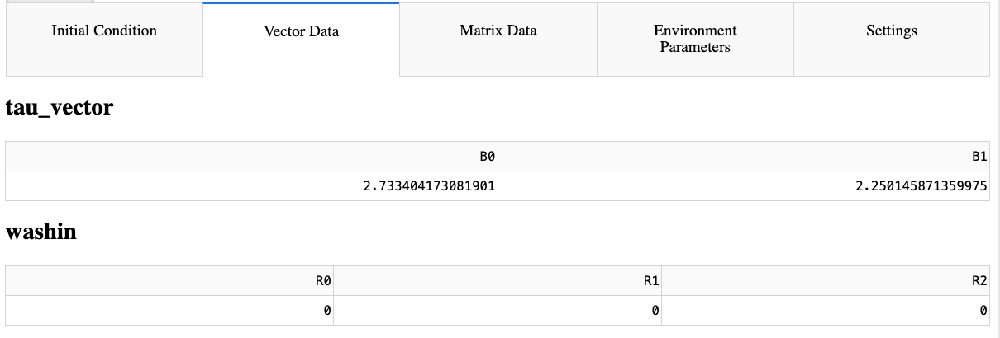 Initial Condition
Vector Data
Matrix Data
Environment
Parameters
Settings
tau_vector
B0 B1
2.733404173081901 2.250145871359975
washin
R0 R1 R2
0 0 0